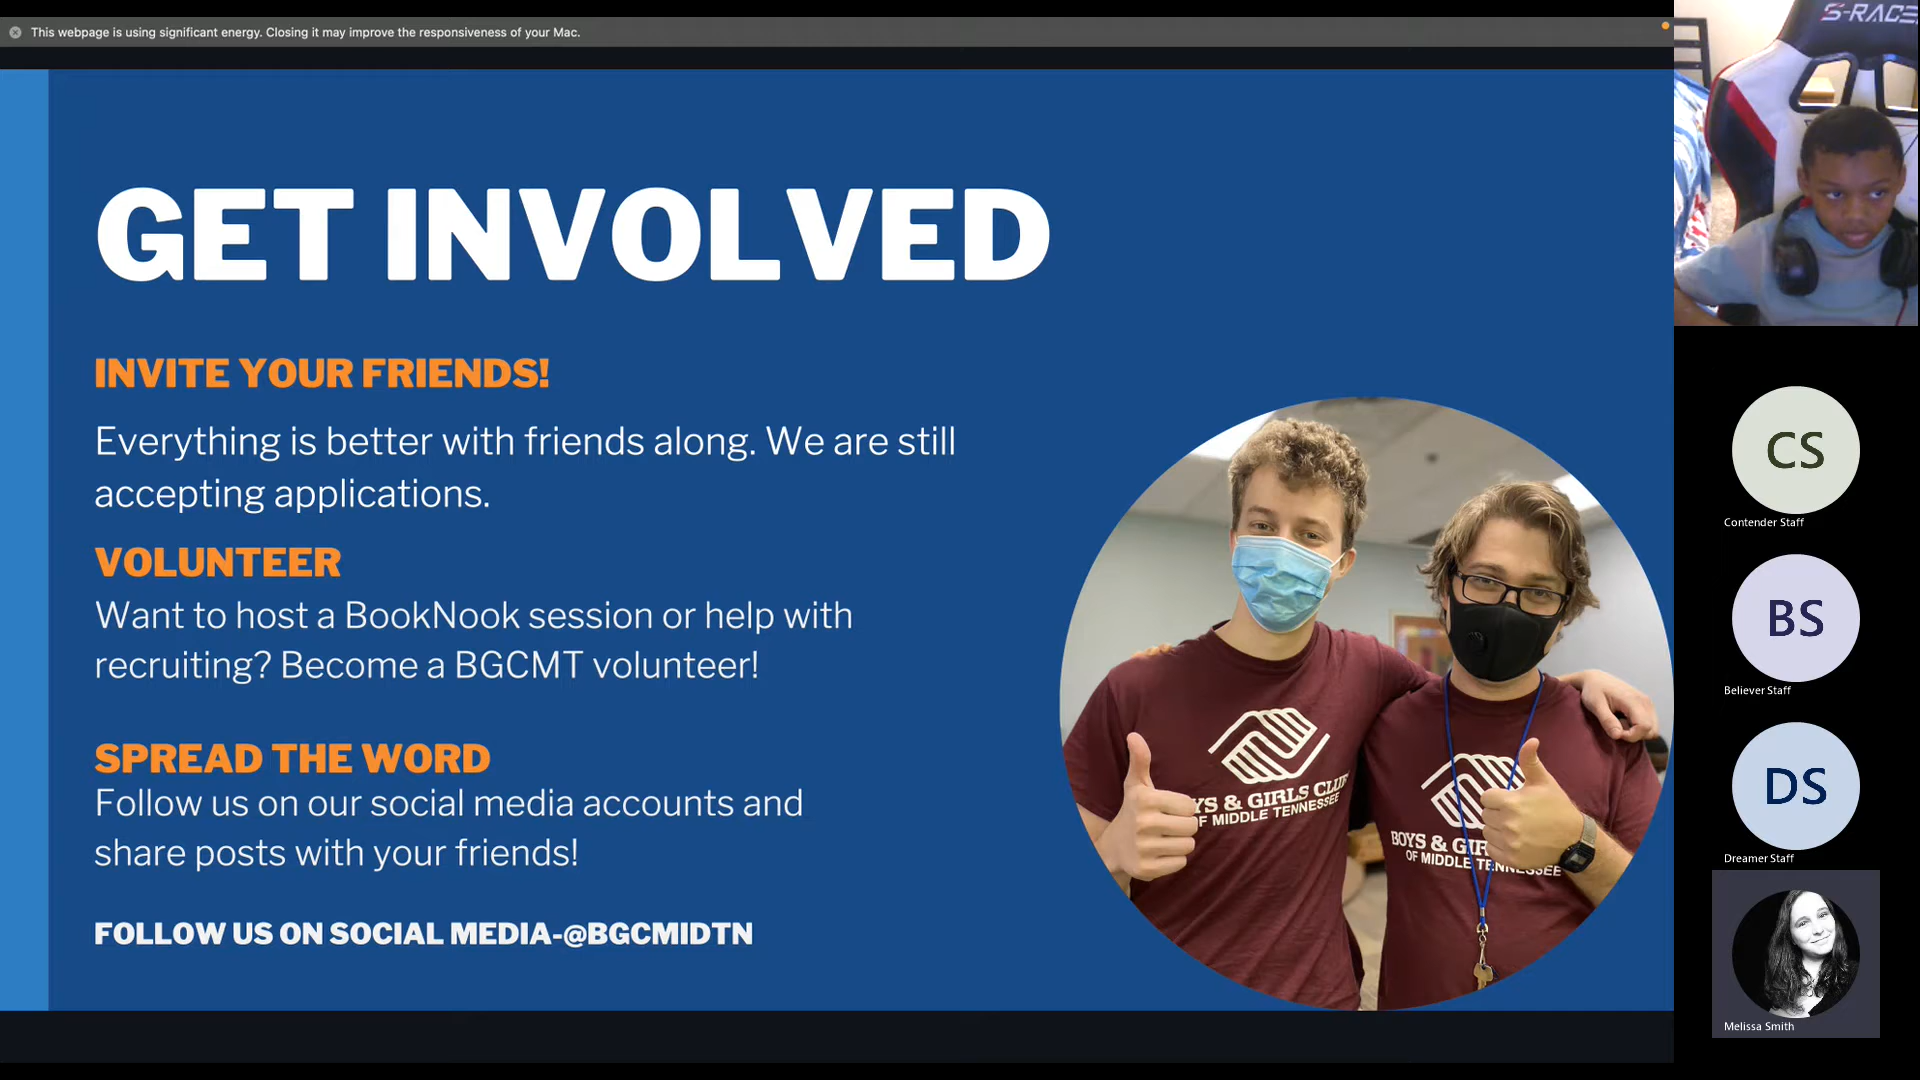 This webpage is using significant energy. Closing it may improve the responsiveness of your Mac.
S-RACE
GET INVOLVED
INVITE YOUR FRIENDS!
Everything is better with friends along. We are still
accepting applications.
VOLUNTEER
Want to host a BookNook session or help with
recruiting? Become a BGCMT volunteer!
SPREAD THE WORD
Follow us on our social media accounts and
share posts with your friends!
FOLLOW US ON SOCIAL MEDIA-@BGCMIDTN
YS & GIRLS CLUB
OF MIDDLE TENNESSEE
BOYS & GIR
OF MIDDLE TENNESSEE
CS
Contender Staff
BS
Believer Staff
DS
Dreamer Staff
Melissa Smith